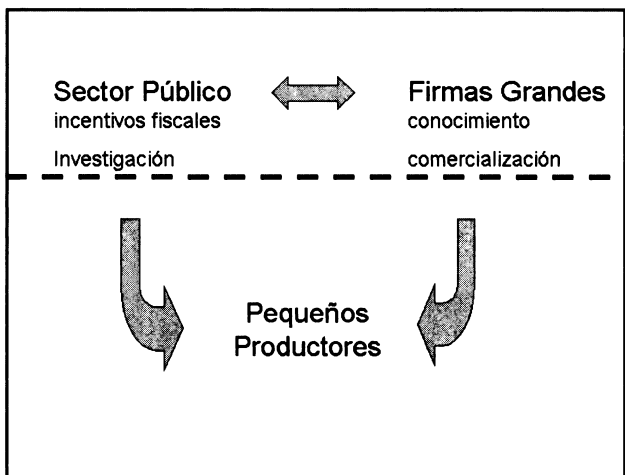 Sector Público
incentivos fiscales
Investigación
Firmas Grandes
conocimiento
comercialización
Pequeños
Productores